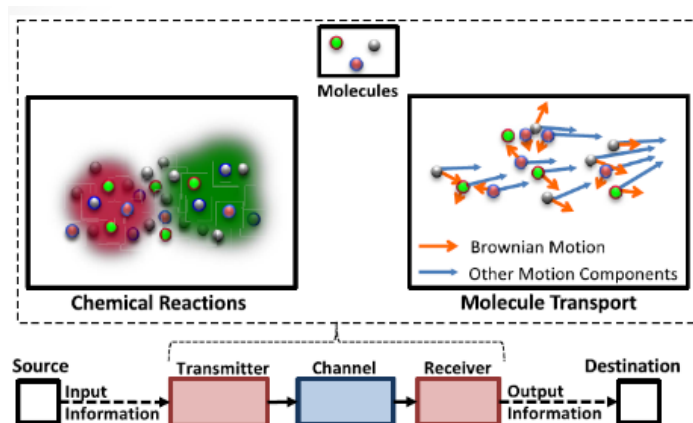 Molecules
Brownian Motion
Other Motion Components
Chemical Reactions
Molecule Transport
Source
Transmitter
Channel
Receiver
Destination
Input
Information
Output
Information